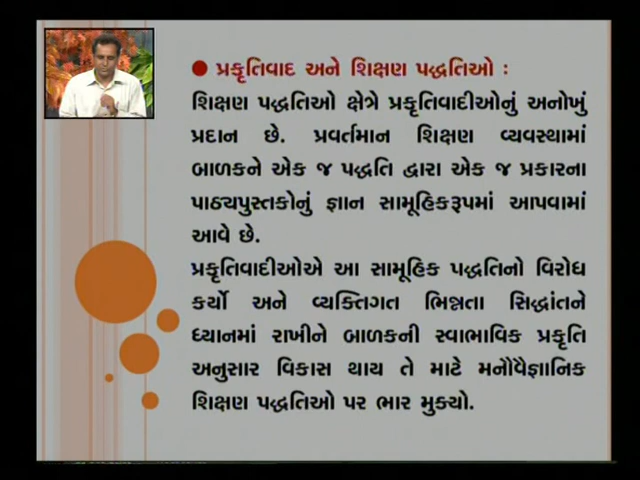 પ્રકૃતિવાદ અને શિક્ષણ પદ્ધતિઓ :
શિક્ષણ પદ્ધતિઓ ક્ષેત્રે પ્રકૃતિવાદીઓનું અનોખું
પ્રદાન છે. પ્રવર્તમાન શિક્ષણ વ્યવસ્થામાં
બાળકને એક જ પદ્ધતિ દ્વારા એક જ પ્રકારના
પાઠ્યપુસ્તકોનું જ્ઞાન સામૂહિકરૂપમાં આપવામાં
આવે છે.
પ્રકૃતિવાદીઓએ આ સામૂહિક પદ્ધતિનો વિરોધ
કર્યો અને વ્યક્તિગત ભિન્નતા સિદ્ધાંતને
ધ્યાનમાં રાખીને બાળકની સ્વાભાવિક પ્રકૃતિ
અનુસાર વિકાસ થાય તે માટે મનૌવૈજ્ઞાનિક
શિક્ષણ પદ્ધતિઓ પર ભાર મુક્યો.